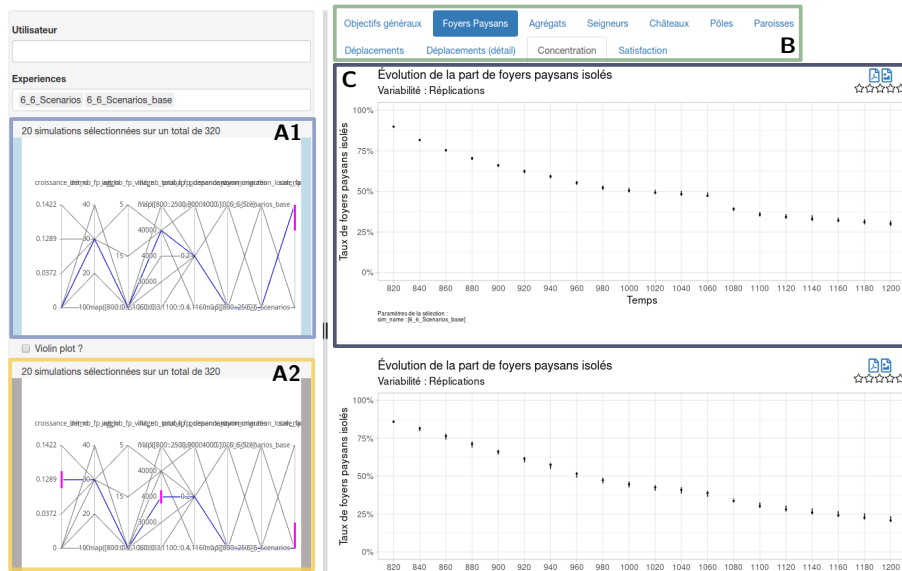 Utilisateur
Experiences
6_6_Scenarios 6_6_Scenarios_base
20 simulations sélectionnées sur un total de 320
A1
0.1422
0.1289
0.0372
0
40
30
20
5
15
40000
4000
30000
0.2
Violin plot ?
20 simulations sélectionnées sur un total de 320
A2
0.1422
0.1289
0.0372
0
40
30
20
5
15
40000
4000
30000
0.2
Objectifs généraux Foyers Paysans Agrégats Seigneurs Châteaux Pôles Paroisses
Déplacements Déplacements (détail) Concentration Satisfaction
B
C
Évolution de la part de foyers paysans isolés
Variabilité : Réplications
Taux de foyers paysans isolés
100%
75%
50%
25%
0%
820 840 860 880 900 920 940 960 980 1000 1020 1040 1060 1080 1100 1120 1140 1160 1180 1200
Temps
Paramètres de la sélection :
sim_name :[6_6_Scenarios_base]
Évolution de la part de foyers paysans isolés
Variabilité : Réplications
Taux de foyers paysans isolés
100%
75%
50%
25%
0%
820 840 860 880 900 920 940 960 980 1000 1020 1040 1060 1080 1100 1120 1140 1160 1180 1200